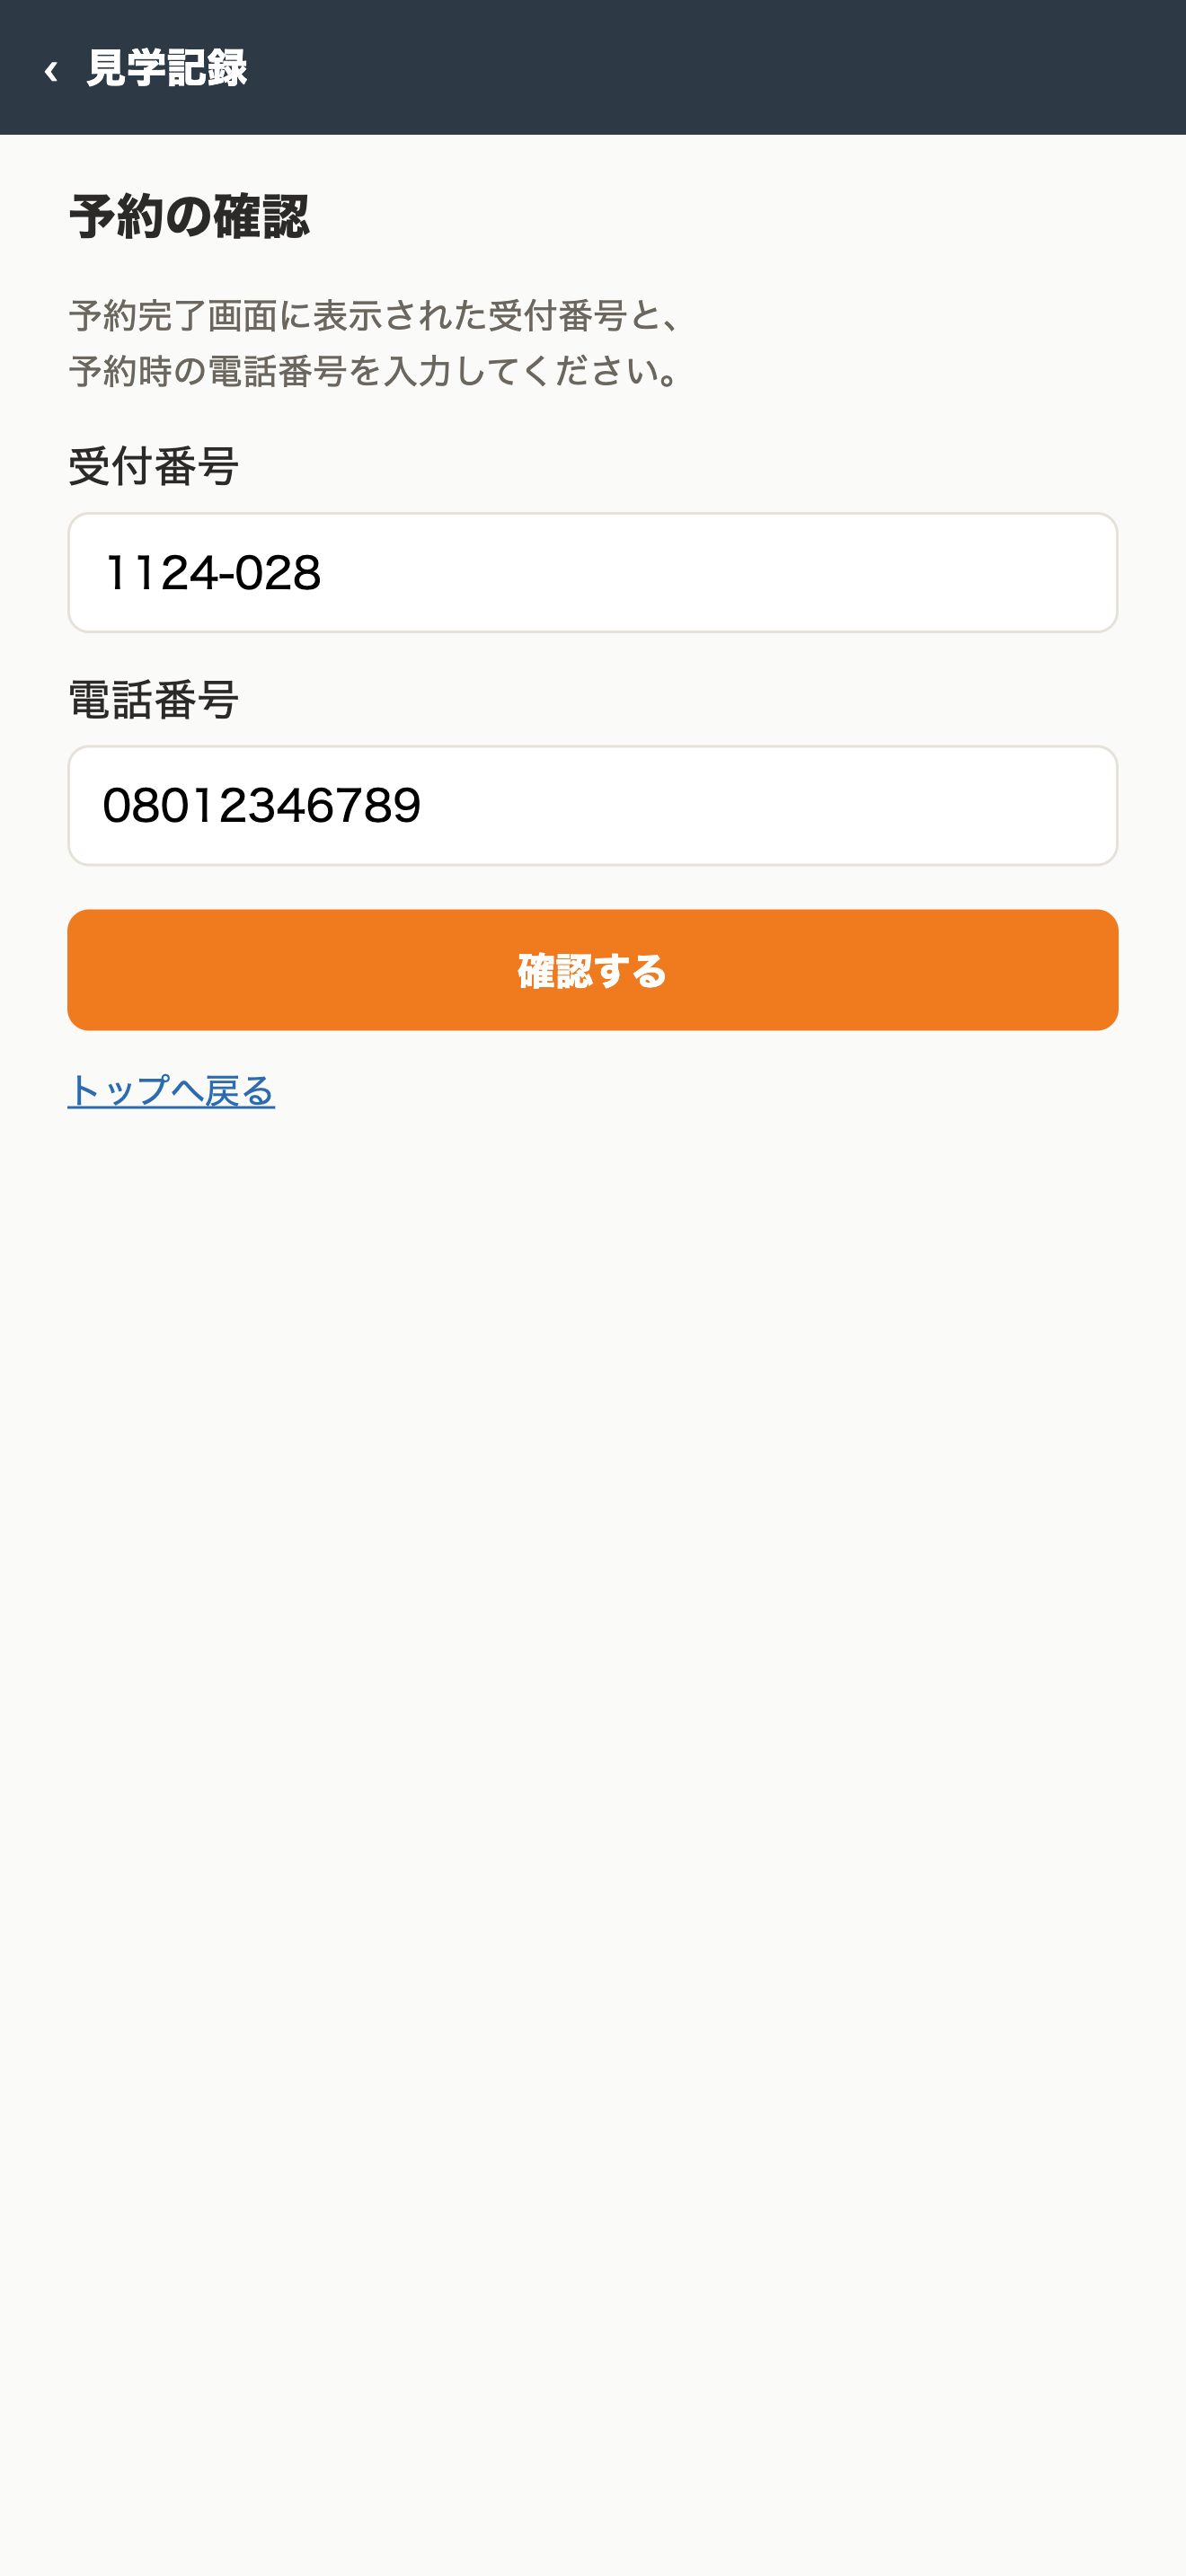 ‹ 見学記録
予約の確認
予約完了画面に表示された受付番号と、
予約時の電話番号を入力してください。
受付番号
1124-028
電話番号
08012346789
確認する
トップへ戻る